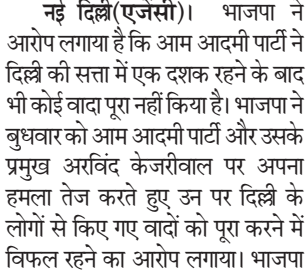 नई दिल्ली(एजेंसी)। भाजपा ने
आरोप लगाया है कि आम आदमी पार्टी ने
दिल्ली की सत्ता में एक दशक रहने के बाद
भी कोई वादा पूरा नहीं किया है। भाजपा ने
बुधवार को आम आदमी पार्टी और उसके
प्रमुख अरविंद केजरीवाल पर अपना
हमला तेज करते हुए उन पर दिल्ली के
लोगों से किए गए वादों को पूरा करने में
विफल रहने का आरोप लगाया। भाजपा